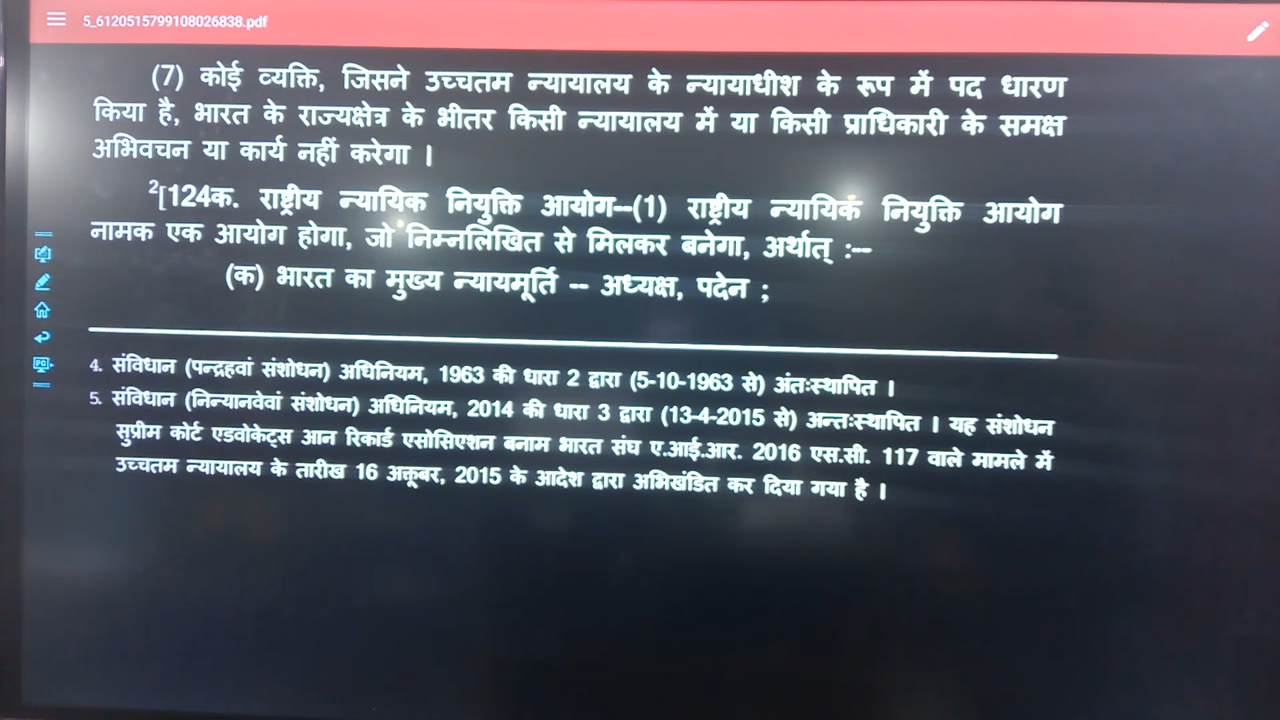 5_6120515799108026838.pdf
(7) कोई व्यक्ति, जिसने उच्चतम न्यायालय के न्यायाधीश के रूप में पद धारण
किया है, भारत के राज्यक्षेत्र के भीतर किसी न्यायालय में या किसी प्राधिकारी के समक्ष
अभिवचन या कार्य नहीं करेगा ।
2[124क. राष्ट्रीय न्यायिक नियुक्ति आयोग--(1) राष्ट्रीय न्यायिक नियुक्ति आयोग
नामक एक आयोग होगा, जो निम्नलिखित से मिलकर बनेगा, अर्थात् :--
(क) भारत का मुख्य न्यायमूर्ति -- अध्यक्ष, पदेन ;
4. संविधान (पन्द्रहवां संशोधन) अधिनियम, 1963 की धारा 2 द्वारा (5-10-1963 से) अंतःस्थापित ।
5. संविधान (निन्यानवेवां संशोधन) अधिनियम, 2014 की धारा 3 द्वारा (13-4-2015 से) अन्तःस्थापित । यह संशोधन
सुप्रीम कोर्ट एडवोकेट्स आन रिकार्ड एसोसिएशन बनाम भारत संघ ए.आई.आर. 2016 एस.सी. 117 वाले मामले में
उच्चतम न्यायालय के तारीख 16 अक्तूबर, 2015 के आदेश द्वारा अभिखंडित कर दिया गया है ।